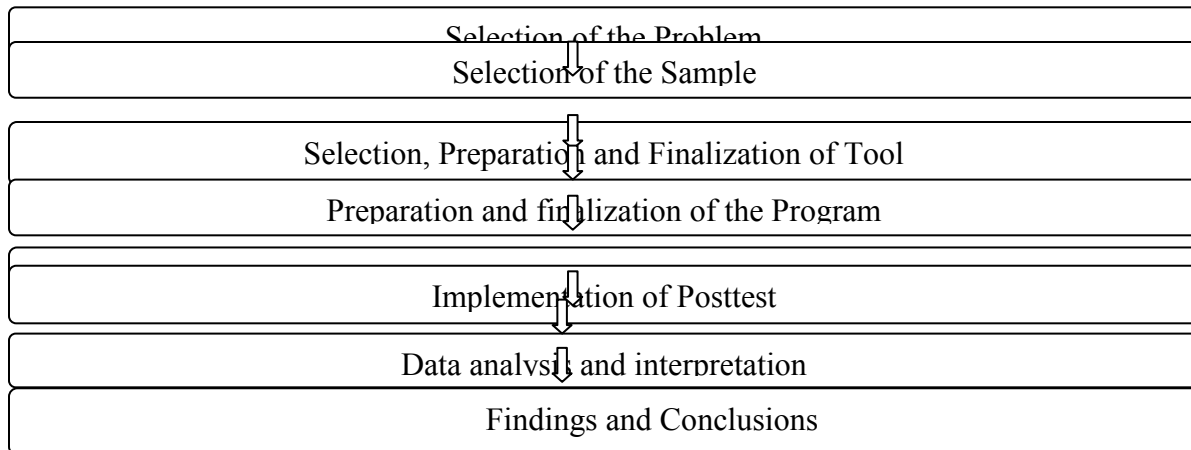 Selection of the Problem
Selection of the Sample
Selection, Preparation and Finalization of Tool
Preparation and finalization of the Program
Implementation of Posttest
Data analysis and interpretation
Findings and Conclusions